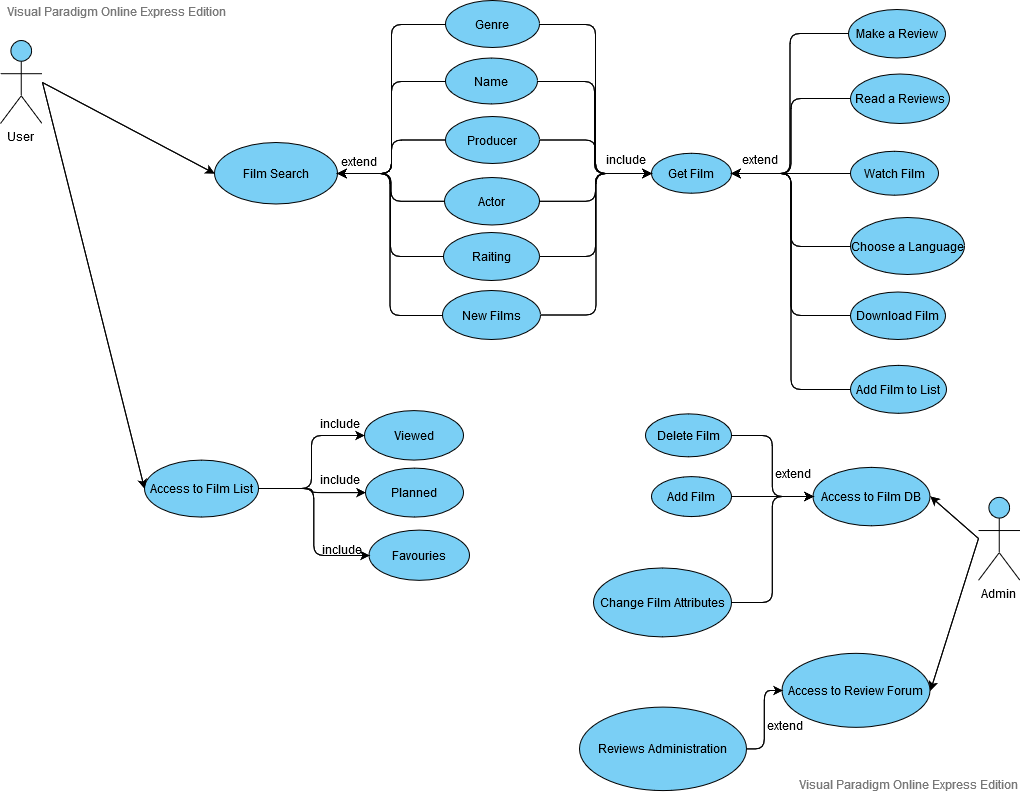 Visual Paradigm Online Express Edition
User
Film Search
extend
Genre
Name
Producer
Actor
Raiting
New Films
include
Get Film
extend
Make a Review
Read a Reviews
Watch Film
Choose a Language
Download Film
Add Film to List
Access to Film List
include
Viewed
include
Planned
include
Favouries
Delete Film
Add Film
Change Film Attributes
extend
Access to Film DB
Admin
Access to Review Forum
extend
Reviews Administration
Visual Paradigm Online Express Edition